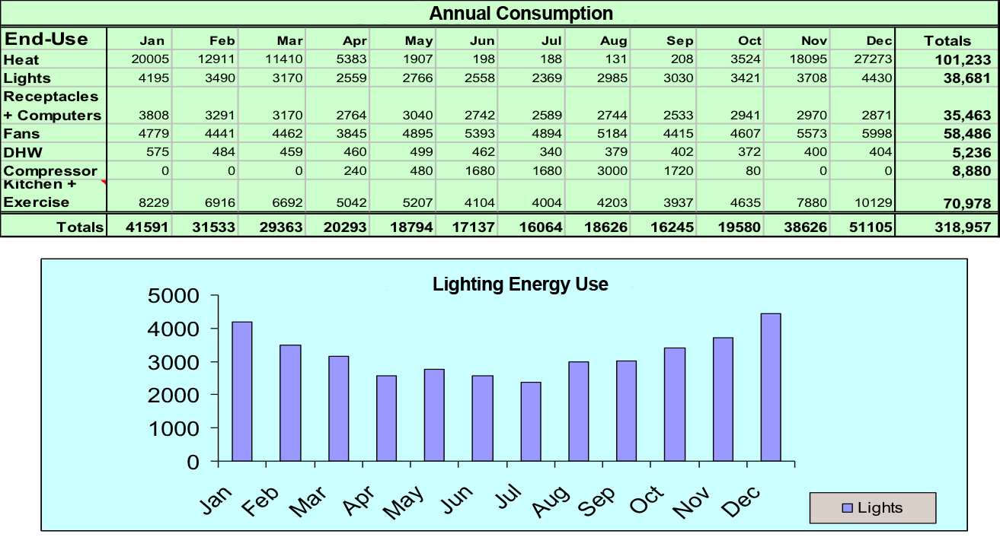 Annual Consumption
End-Use Jan Feb Mar Apr May Jun Jul Aug Sep Oct Nov Dec Totals
Heat 20005 12911 11410 5383 1907 198 188 131 208 3524 18095 27273 101,233
Lights 4195 3490 3170 2559 2766 2558 2369 2985 3030 3421 3708 4430 38,681
Receptacles
+ Computers 3808 3291 3170 2764 3040 2742 2589 2744 2533 2941 2970 2871 35,463
Fans 4779 4441 4462 3845 4895 5393 4894 5184 4415 4607 5573 5998 58,486
DHW 575 484 459 460 499 462 340 379 402 372 400 404 5,236
Compressor 0 0 0 240 480 1680 1680 3000 1720 80 0 0 8,880
Kitchen +
Exercise 8229 6916 6692 5042 5207 4104 4004 4203 3937 4635 7880 10129 70,978
Totals 41591 31533 29363 20293 18794 17137 16064 18626 16245 19580 38626 51105 318,957
Lighting Energy Use
5000
4000
3000
2000
1000
0
Jan Feb Mar Apr May Jun Jul Aug Sep Oct Nov Dec
Lights